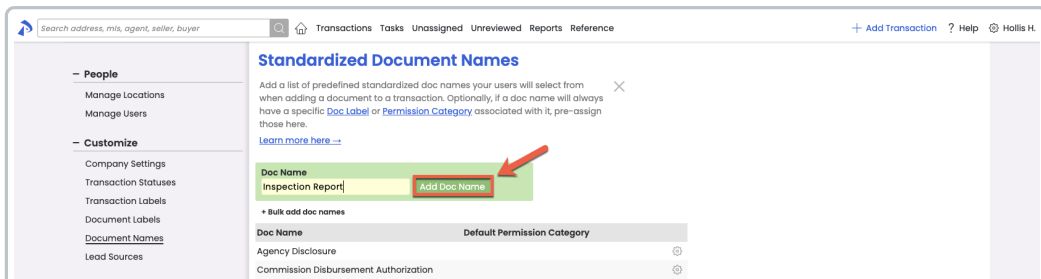 Search address, mls, agent, seller, buyer
Transactions Tasks Unassigned Unreviewed Reports Reference
+ Add Transaction ? Help Hollis H.
– People
Manage Locations
Manage Users
– Customize
Company Settings
Transaction Statuses
Transaction Labels
Document Labels
Document Names
Lead Sources
Standardized Document Names
Add a list of predefined standardized doc names your users will select from
when adding a document to a transaction. Optionally, if a doc name will always
have a specific Doc Label or Permission Category associated with it, pre-assign
those here.
Learn more here →
Doc Name
Inspection Report
Add Doc Name
+ Bulk add doc names
Doc Name Default Permission Category
Agency Disclosure
Commission Disbursement Authorization